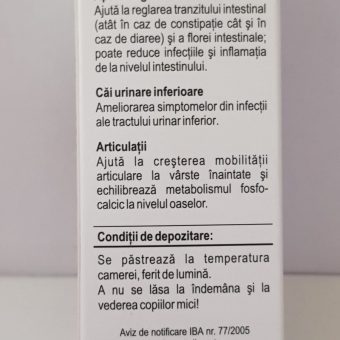 Ajută la reglarea tranzitului intestinal
(atât în caz de constipație cât și în
caz de diaree) și a florei intestinale;
poate reduce infecțiile și inflamația
de la nivelul intestinului.
Căi urinare inferioare
Ameliorarea simptomelor din infecții
ale tractului urinar inferior.
Articulații
Ajută la creșterea mobilității
articulare la vârste înaintate și
echilibrează metabolismul fosfo-
calcic la nivelul oaselor.
Condiții de depozitare:
Se păstrează la temperatura
camerei, ferit de lumină.
A nu se lăsa la îndemâna și la
vederea copiilor mici!
Aviz de notificare IBA nr. 77/2005